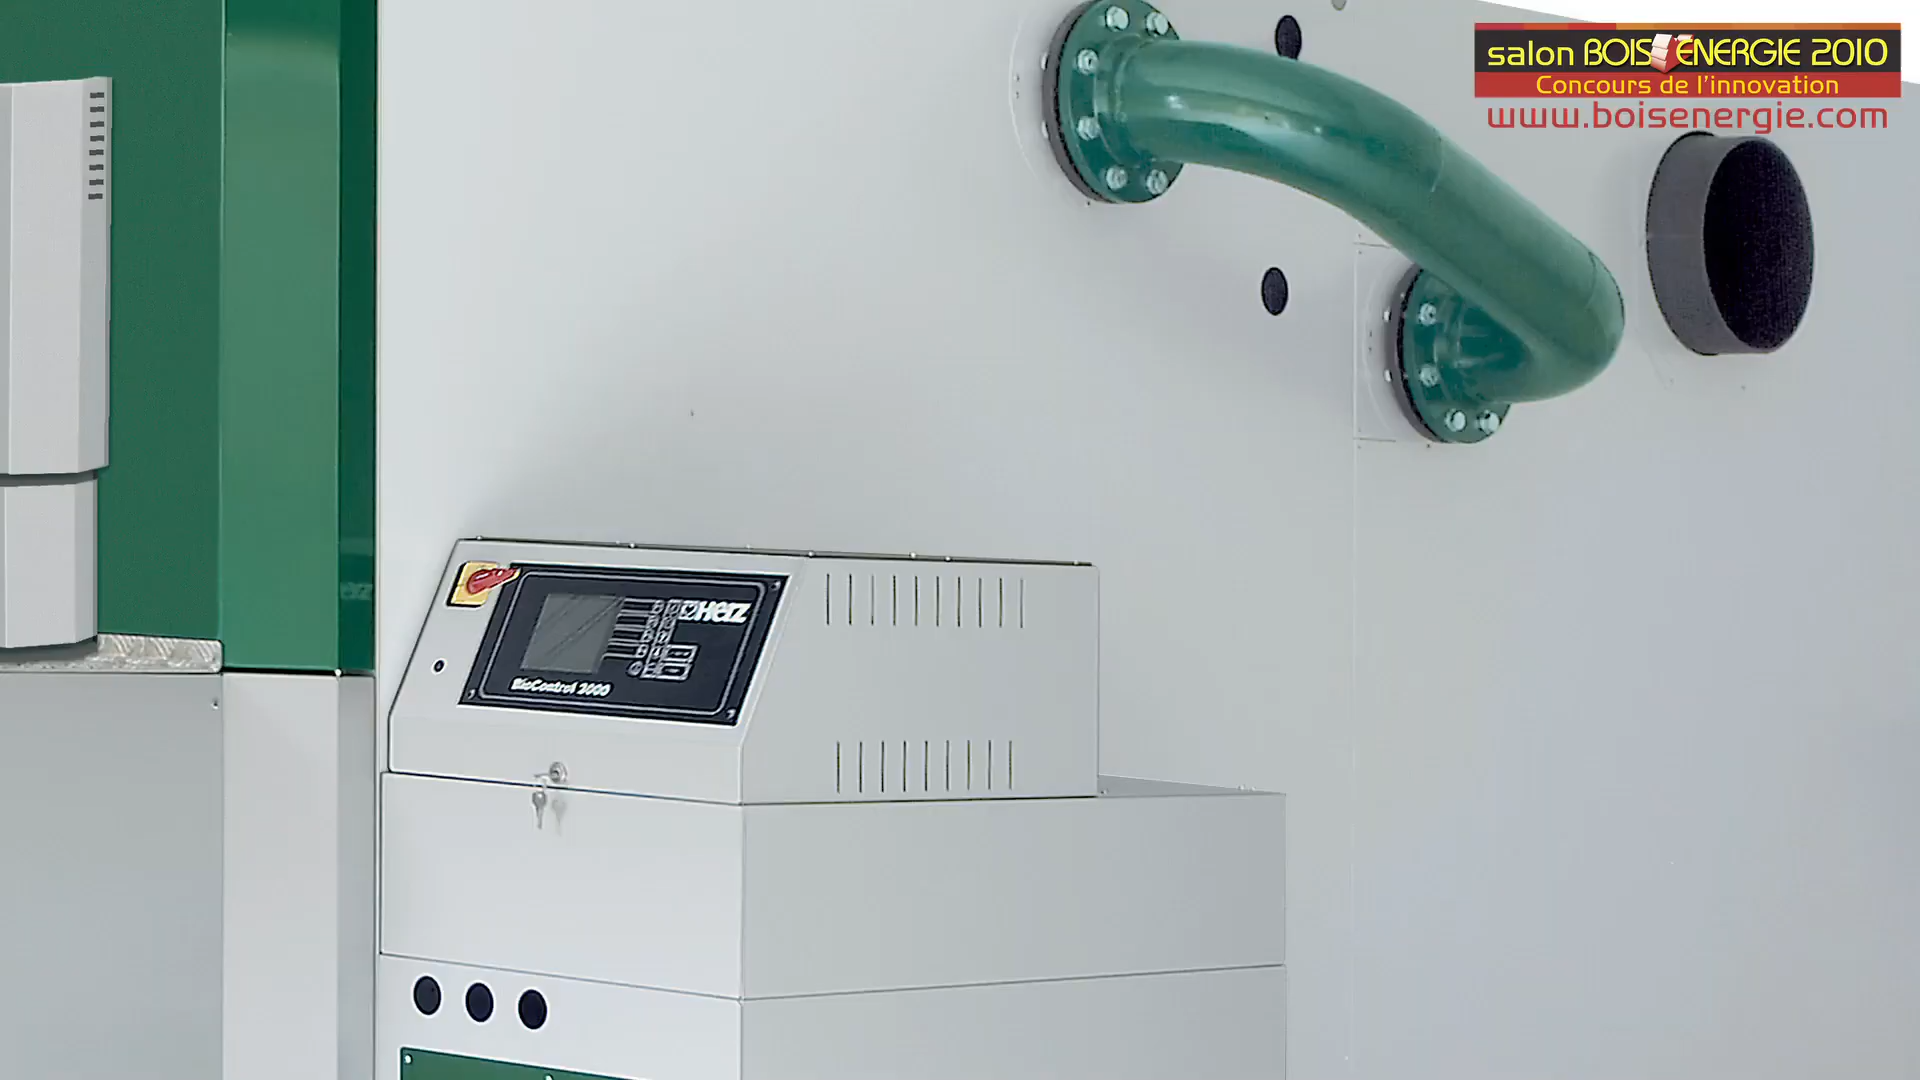 salon BOIS ENERGIE 2010
Concours de l'innovation
www.boisenergie.com
HERZ
BioControl 3000